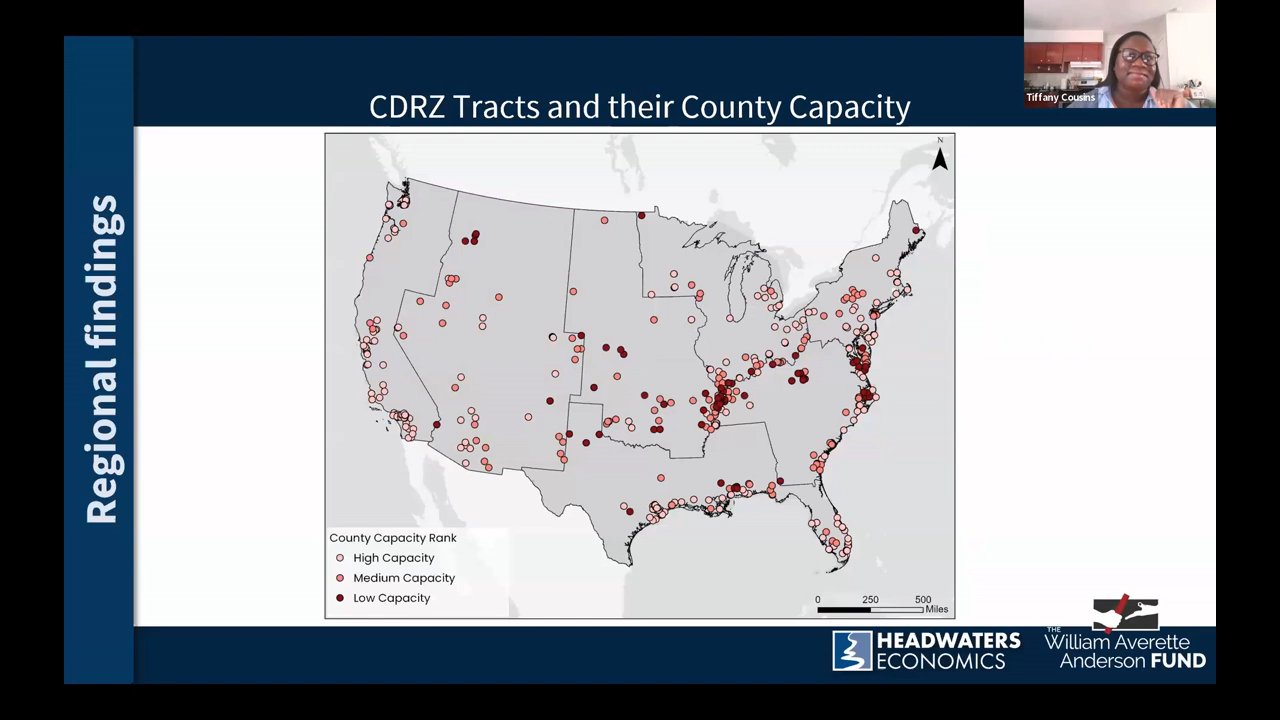 Tiffany Cousins
CDRZ Tracts and their County Capacity
Regional findings
N
County Capacity Rank
High Capacity
Medium Capacity
Low Capacity
0 250 500
Miles
HEADWATERS
ECONOMICS
THE
William Averette
Anderson FUND